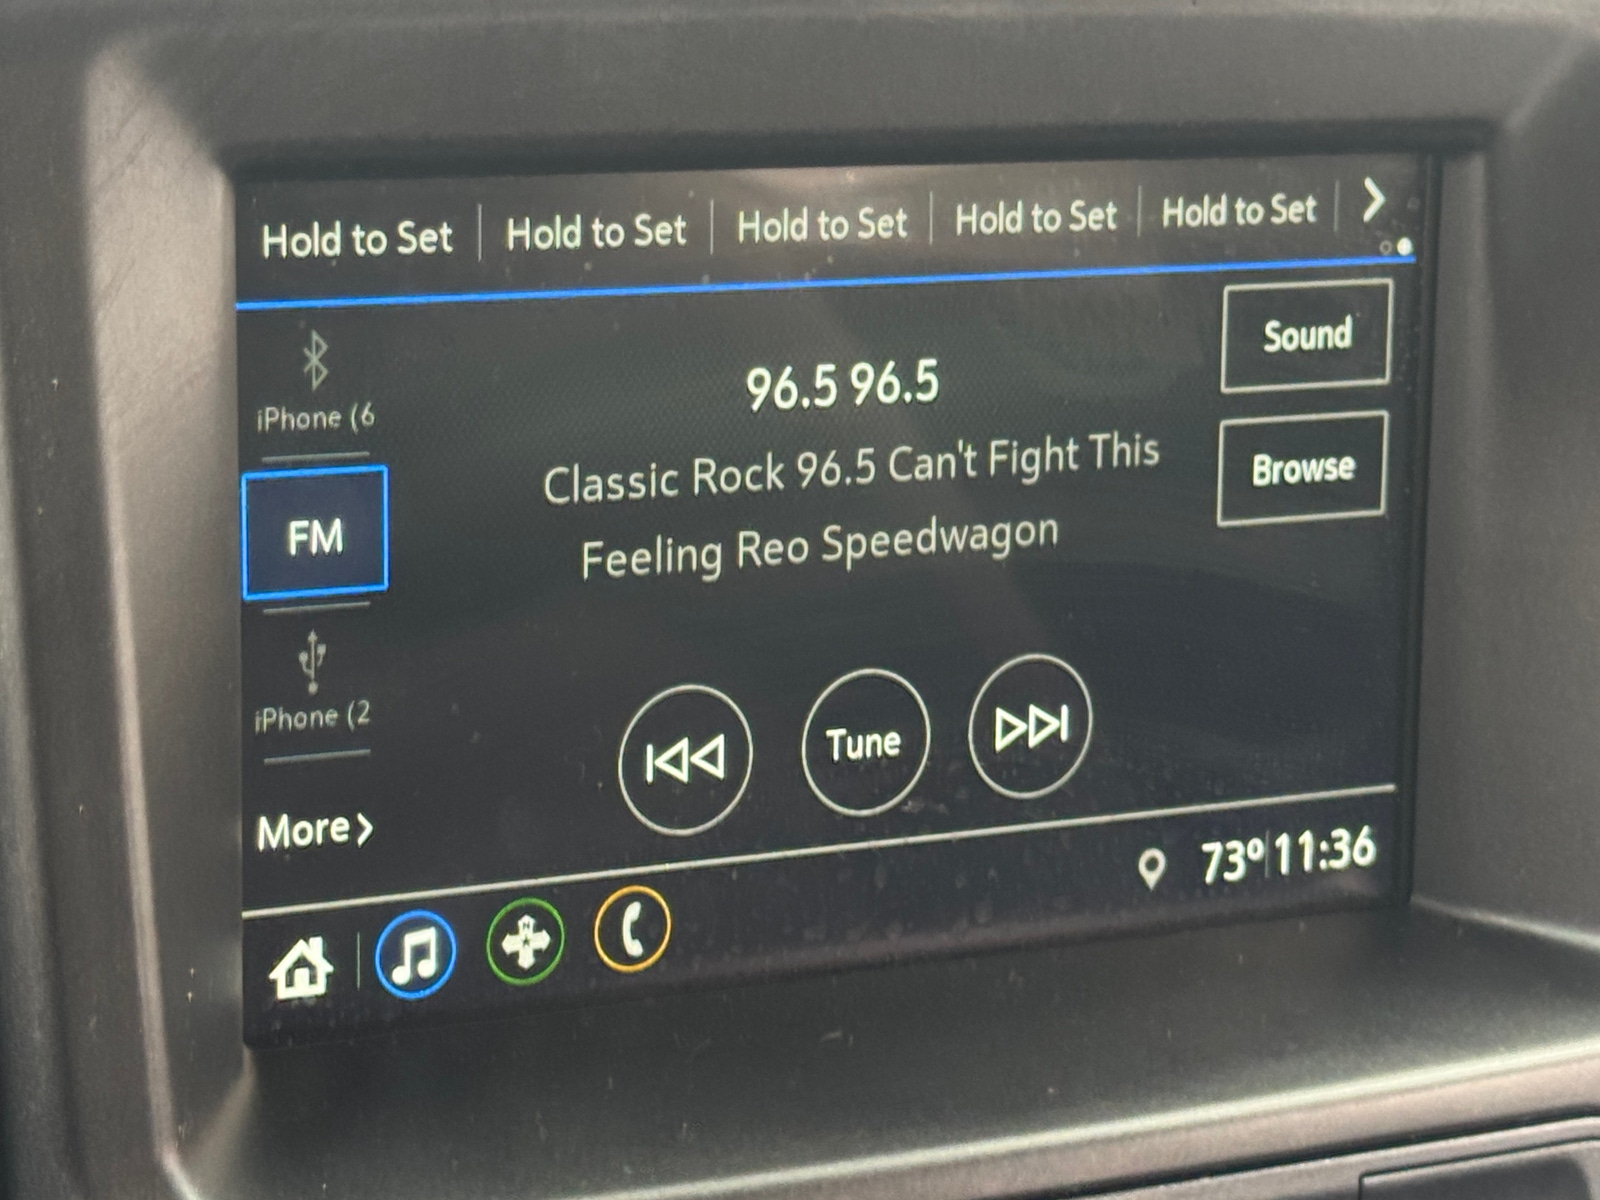 Hold to Set Hold to Set Hold to Set Hold to Set Hold to Set
Sound
iPhone (6
96.5 96.5
Classic Rock 96.5 Can't Fight This
Browse
FM
Feeling Reo Speedwagon
iPhone (2
Tune
More
73° 11:36